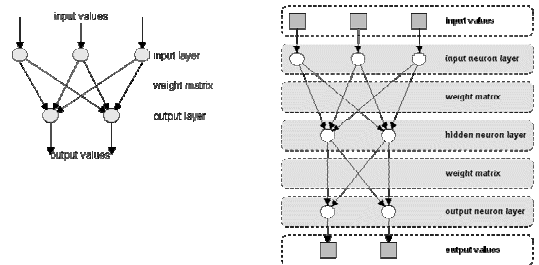 input values
input layer
weight matrix
output layer
output values
input values
input neuron layer
weight matrix
hidden neuron layer
weight matrix
output neuron layer
output values